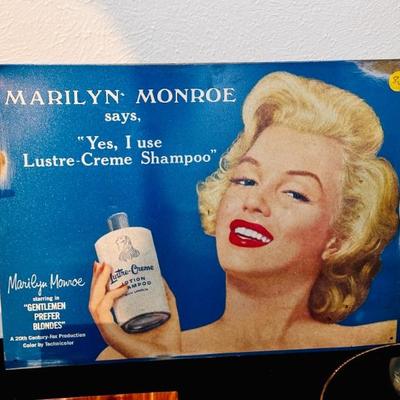 MARILYN MONROE
says,
"Yes, I use
Lustre-Creme Shampoo"
Marilyn Monroe
starring in
"GENTLEMEN
PREFER
BLONDES"
A 20th Century-Fox Production
Color by Technicolor
Lustre-Creme
LOTION
SHAMPOO